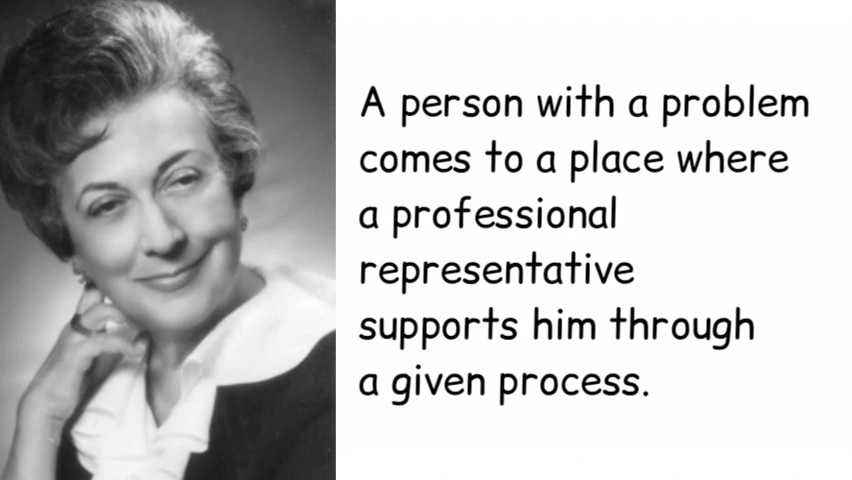 A person with a problem
comes to a place where
a professional
representative
supports him through
a given process.